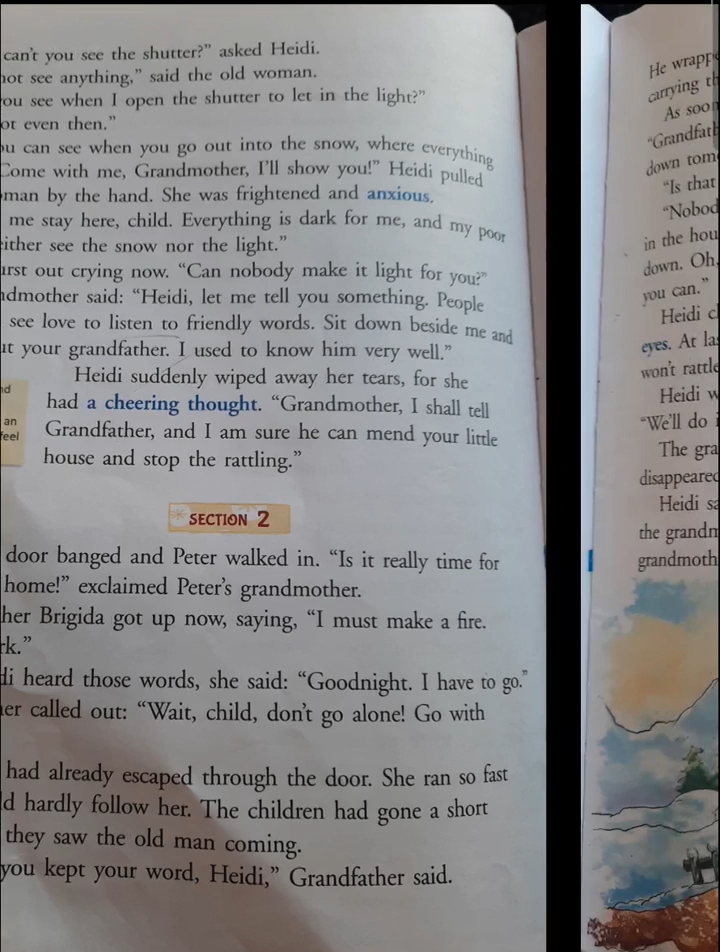 can't you see the shutter?" asked Heidi.
not see anything," said the old woman.
you see when I open the shutter to let in the light?"
ot even then."
ou can see when you go out into the snow, where everything
Come with me, Grandmother, I'll show you!" Heidi pulled
man by the hand. She was frightened and anxious.
me stay here, child. Everything is dark for me, and my poor
either see the snow nor the light."
urst out crying now. "Can nobody make it light for you?"
ndmother said: "Heidi, let me tell you something. People
see love to listen to friendly words. Sit down beside me and
ut your grandfather. I used to know him very well."
Heidi suddenly wiped away her tears, for she
had a cheering thought. "Grandmother, I shall tell
Grandfather, and I am sure he can mend your little
house and stop the rattling."
nd
an
feel
SECTION 2
door banged and Peter walked in. "Is it really time for
home!" exclaimed Peter's grandmother.
her Brigida got up now, saying, "I must make a fire.
rk."
di heard those words, she said: "Goodnight. I have to go."
her called out: "Wait, child, don't go alone! Go with
had already escaped through the door. She ran so fast
ld hardly follow her. The children had gone a short
they saw the old man coming.
you kept your word, Heidi," Grandfather said.
He wrapp
carrying th
As soon
"Grandfath
down tom
"Is that
"Nobod
in the hou
down. Oh,
you can."
Heidi cl
eyes. At las
won't rattle
Heidi w
"We'll do i
The gra
disappeared
Heidi sa
the grandm
grandmoth